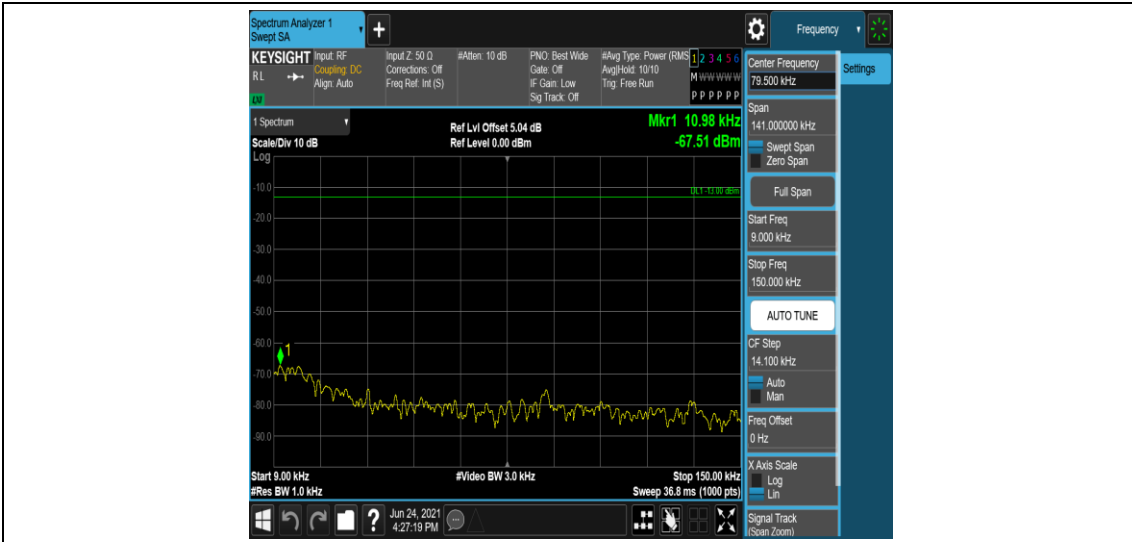 Spectrum Analyzer 1
Swept SA
+
Frequency
KEYSIGHT
RL
LXI
Input: RF
Coupling: DC
Align: Auto
Input Z: 50 Ω
Corrections: Off
Freq Ref: Int (S)
#Atten: 10 dB
PNO: Best Wide
Gate: Off
IF Gain: Low
Sig Track: Off
#Avg Type: Power (RMS
Avg|Hold: 10/10
Trig: Free Run
1 2 3 4 5 6
M W W W W W
P P P P P P
1 Spectrum
Scale/Div 10 dB
Log
Ref Lvl Offset 5.04 dB
Ref Level 0.00 dBm
Mkr1 10.98 kHz
-67.51 dBm
DL1 -13.00 dBm
-10.0
-20.0
-30.0
-40.0
-50.0
-60.0
-70.0
-80.0
-90.0
1
Start 9.00 kHz
#Res BW 1.0 kHz
#Video BW 3.0 kHz
Stop 150.00 kHz
Sweep 36.8 ms (1000 pts)
Center Frequency
79.500 kHz
Settings
Span
141.000000 kHz
Swept Span
Zero Span
Full Span
Start Freq
9.000 kHz
Stop Freq
150.000 kHz
AUTO TUNE
CF Step
14.100 kHz
Auto
Man
Freq Offset
0 Hz
X Axis Scale
Log
Lin
Signal Track
(Span Zoom)
?
Jun 24, 2021
4:27:19 PM